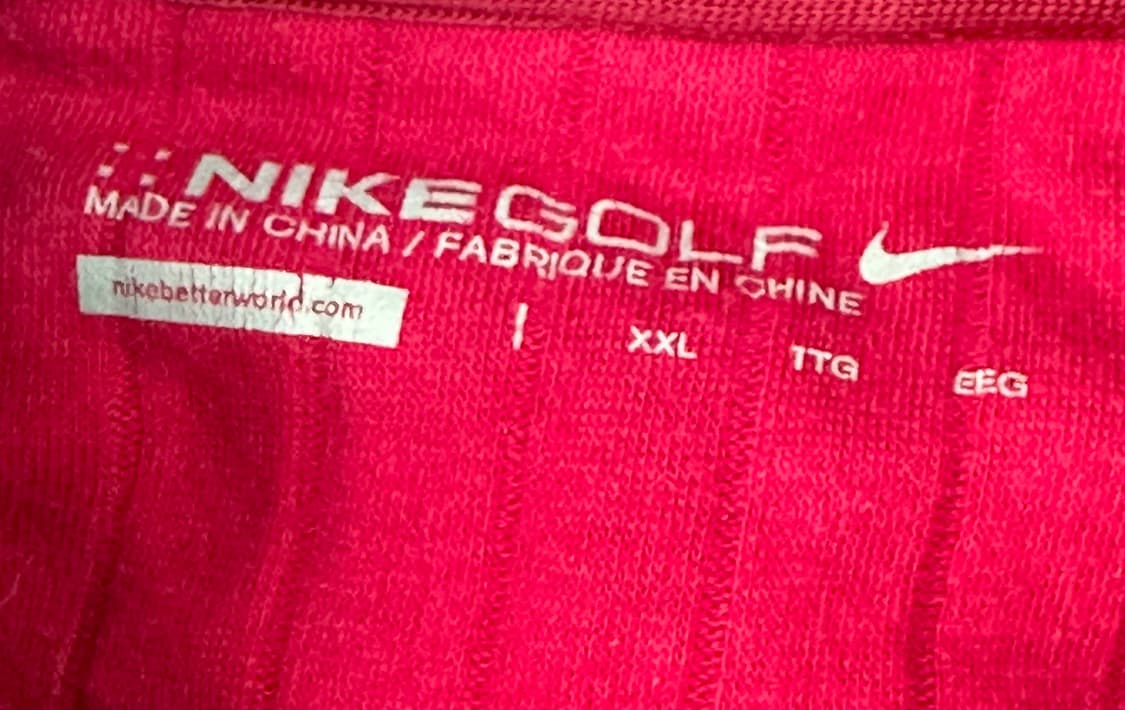 NIKEGOLF
MADE IN CHINA / FABRIQUE EN CHINE
nikebetterworld.com
XXL 1TG EEG